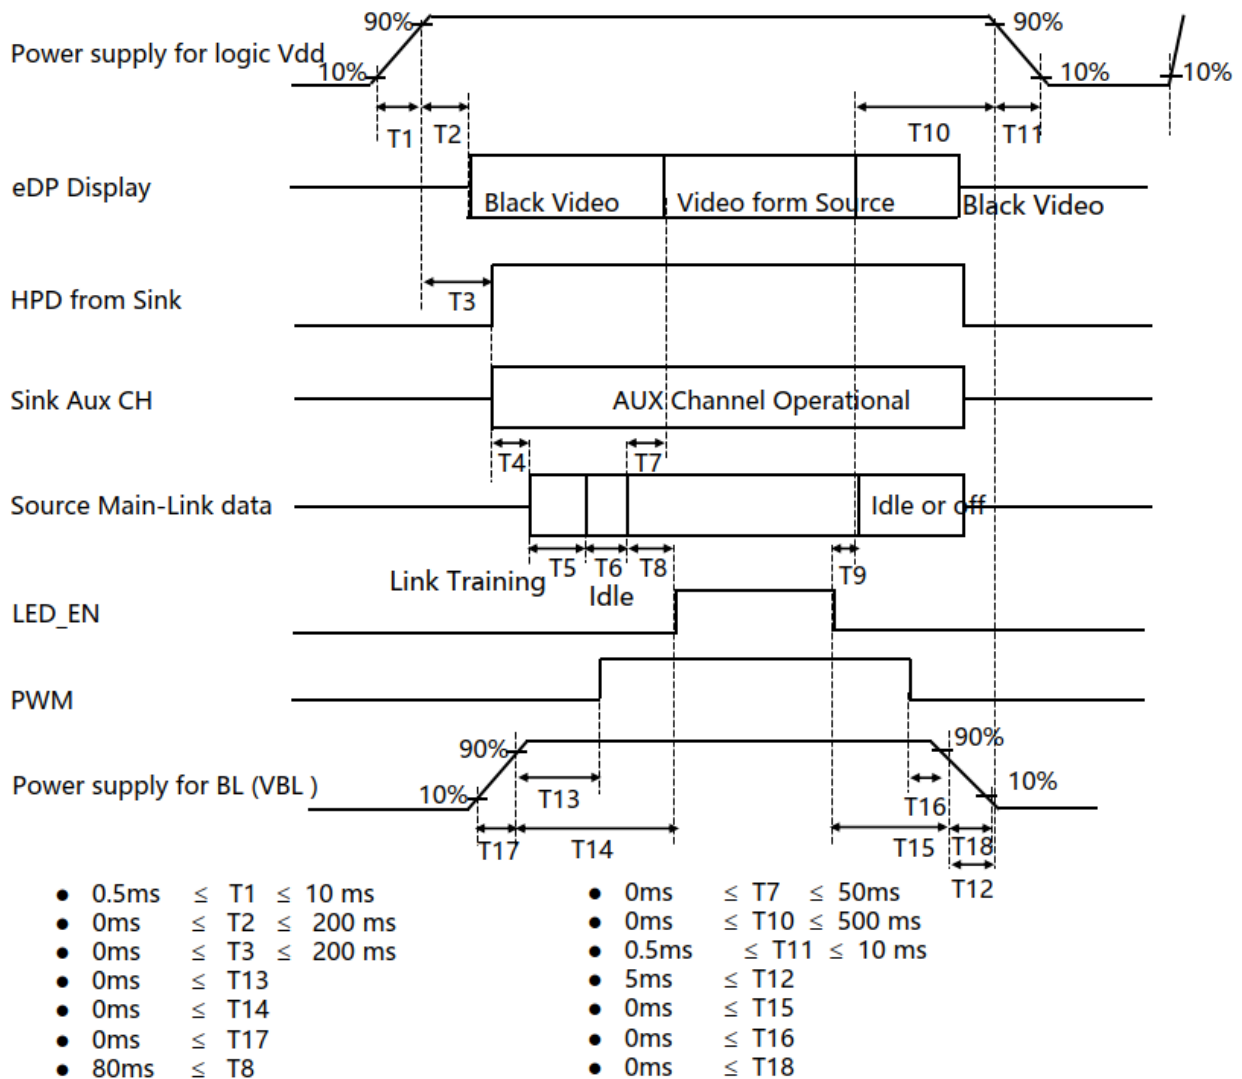 90% 90%
Power supply for logic Vdd 10% 10% 10%
T1 T2 T10 T11
eDP Display
Black Video Video form Source Black Video
HPD from Sink T3
Sink Aux CH AUX Channel Operational
T4 T7
Source Main-Link data Idle or off
T5 T6 T8 T9
Link Training Idle
LED_EN
PWM
90% 90%
Power supply for BL (VBL ) 10% 10%
T13 T16
T17 T14 T15 T18
T12
● 0.5ms ≤ T1 ≤ 10 ms
● 0ms ≤ T2 ≤ 200 ms
● 0ms ≤ T3 ≤ 200 ms
● 0ms ≤ T13
● 0ms ≤ T14
● 0ms ≤ T17
● 80ms ≤ T8
● 0ms ≤ T7 ≤ 50ms
● 0ms ≤ T10 ≤ 500 ms
● 0.5ms ≤ T11 ≤ 10 ms
● 5ms ≤ T12
● 0ms ≤ T15
● 0ms ≤ T16
● 0ms ≤ T18